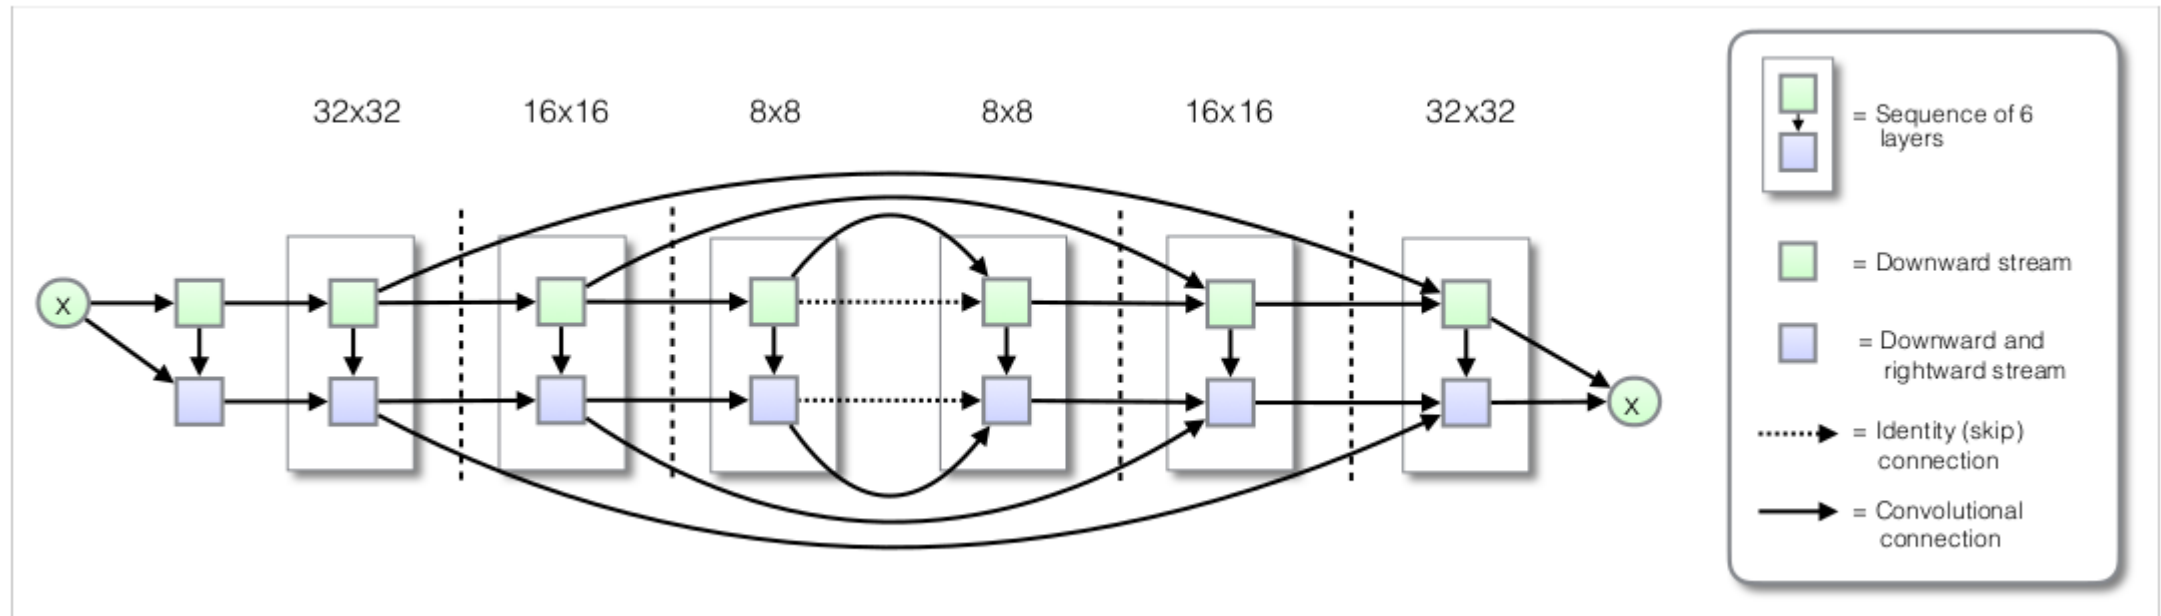 32x32
16x16
8x8
8x8
16x16
32x32
x
x
= Sequence of 6
layers
= Downward stream
= Downward and
rightward stream
= Identity (skip)
connection
= Convolutional
connection